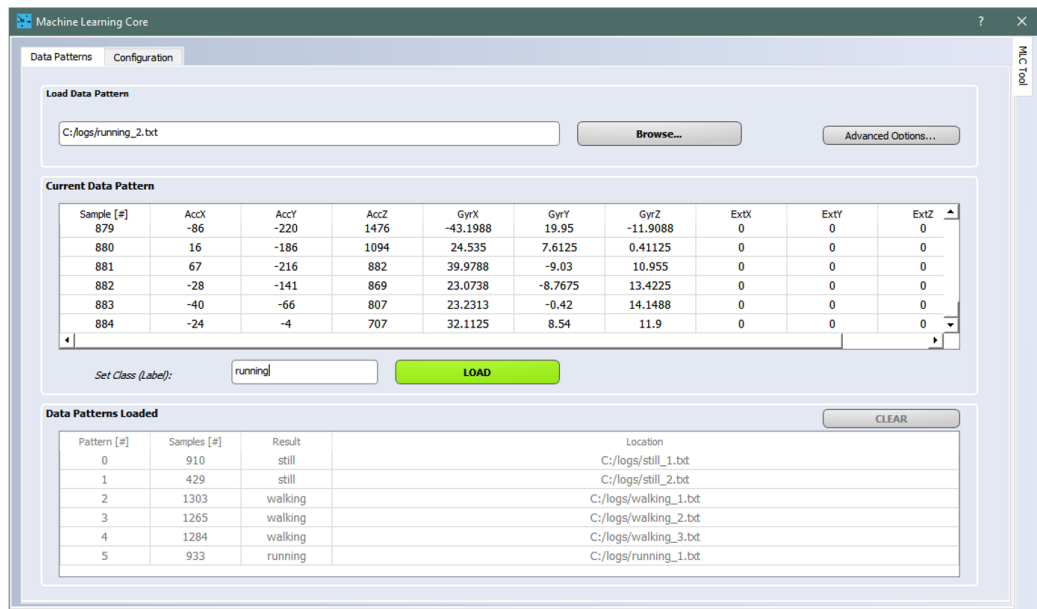 Machine Learning Core ? ×
Data Patterns Configuration
MLC Tool
Load Data Pattern
C:/logs/running_2.txt Browse... Advanced Options...
Current Data Pattern
Sample [#] AccX AccY AccZ GyrX GyrY GyrZ ExtX ExtY ExtZ
879 -86 -220 1476 -43.1988 19.95 -11.9088 0 0 0
880 16 -186 1094 24.535 7.6125 0.41125 0 0 0
881 67 -216 882 39.9788 -9.03 10.955 0 0 0
882 -28 -141 869 23.0738 -8.7675 13.4225 0 0 0
883 -40 -66 807 23.2313 -0.42 14.1488 0 0 0
884 -24 -4 707 32.1125 8.54 11.9 0 0 0
Set Class (Label): running LOAD
Data Patterns Loaded CLEAR
Pattern [#] Samples [#] Result Location
0 910 still C:/logs/still_1.txt
1 429 still C:/logs/still_2.txt
2 1303 walking C:/logs/walking_1.txt
3 1265 walking C:/logs/walking_2.txt
4 1284 walking C:/logs/walking_3.txt
5 933 running C:/logs/running_1.txt